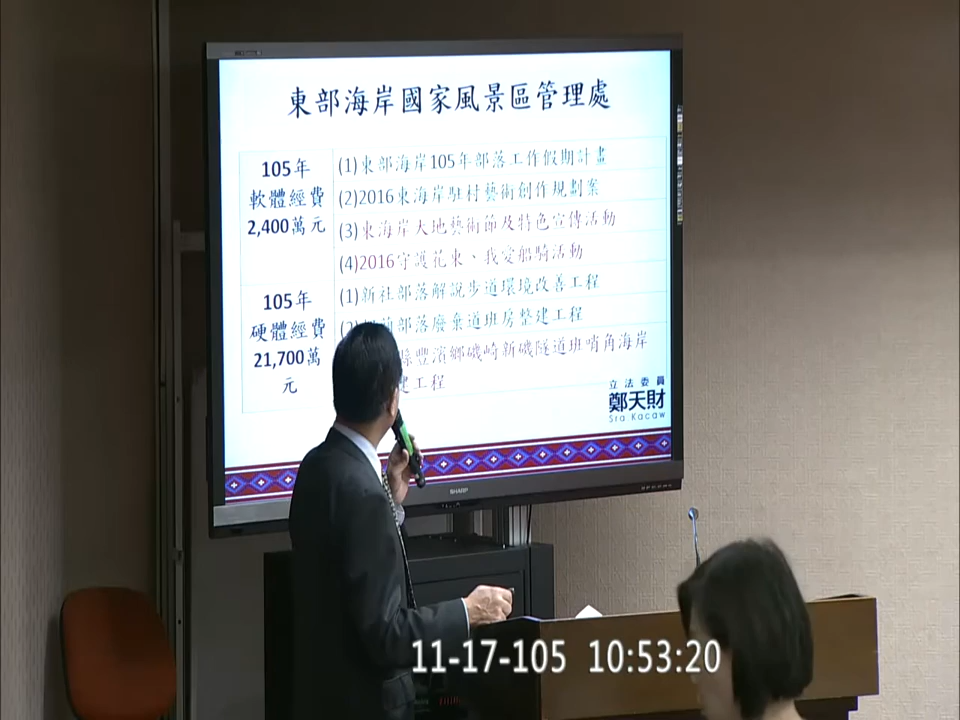 東部海岸國家風景區管理處
105年
軟體經費
2,400萬元
(1)東部海岸105年部落工作假期計畫
(2)2016東海岸駐村藝術創作規劃案
(3)東海岸大地藝術節及特色宣傳活動
(4)2016守護花東、我愛船騎活動
105年
硬體經費
21,700萬
元
(1)新社部落解說步道環境改善工程
部落廢棄道班房整建工程
縣豐濱鄉磯崎新磯隧道班哨角海岸
建工程
立法委員
鄭天財
Sra Kacaw
SHARP
11-17-105 10:53:20